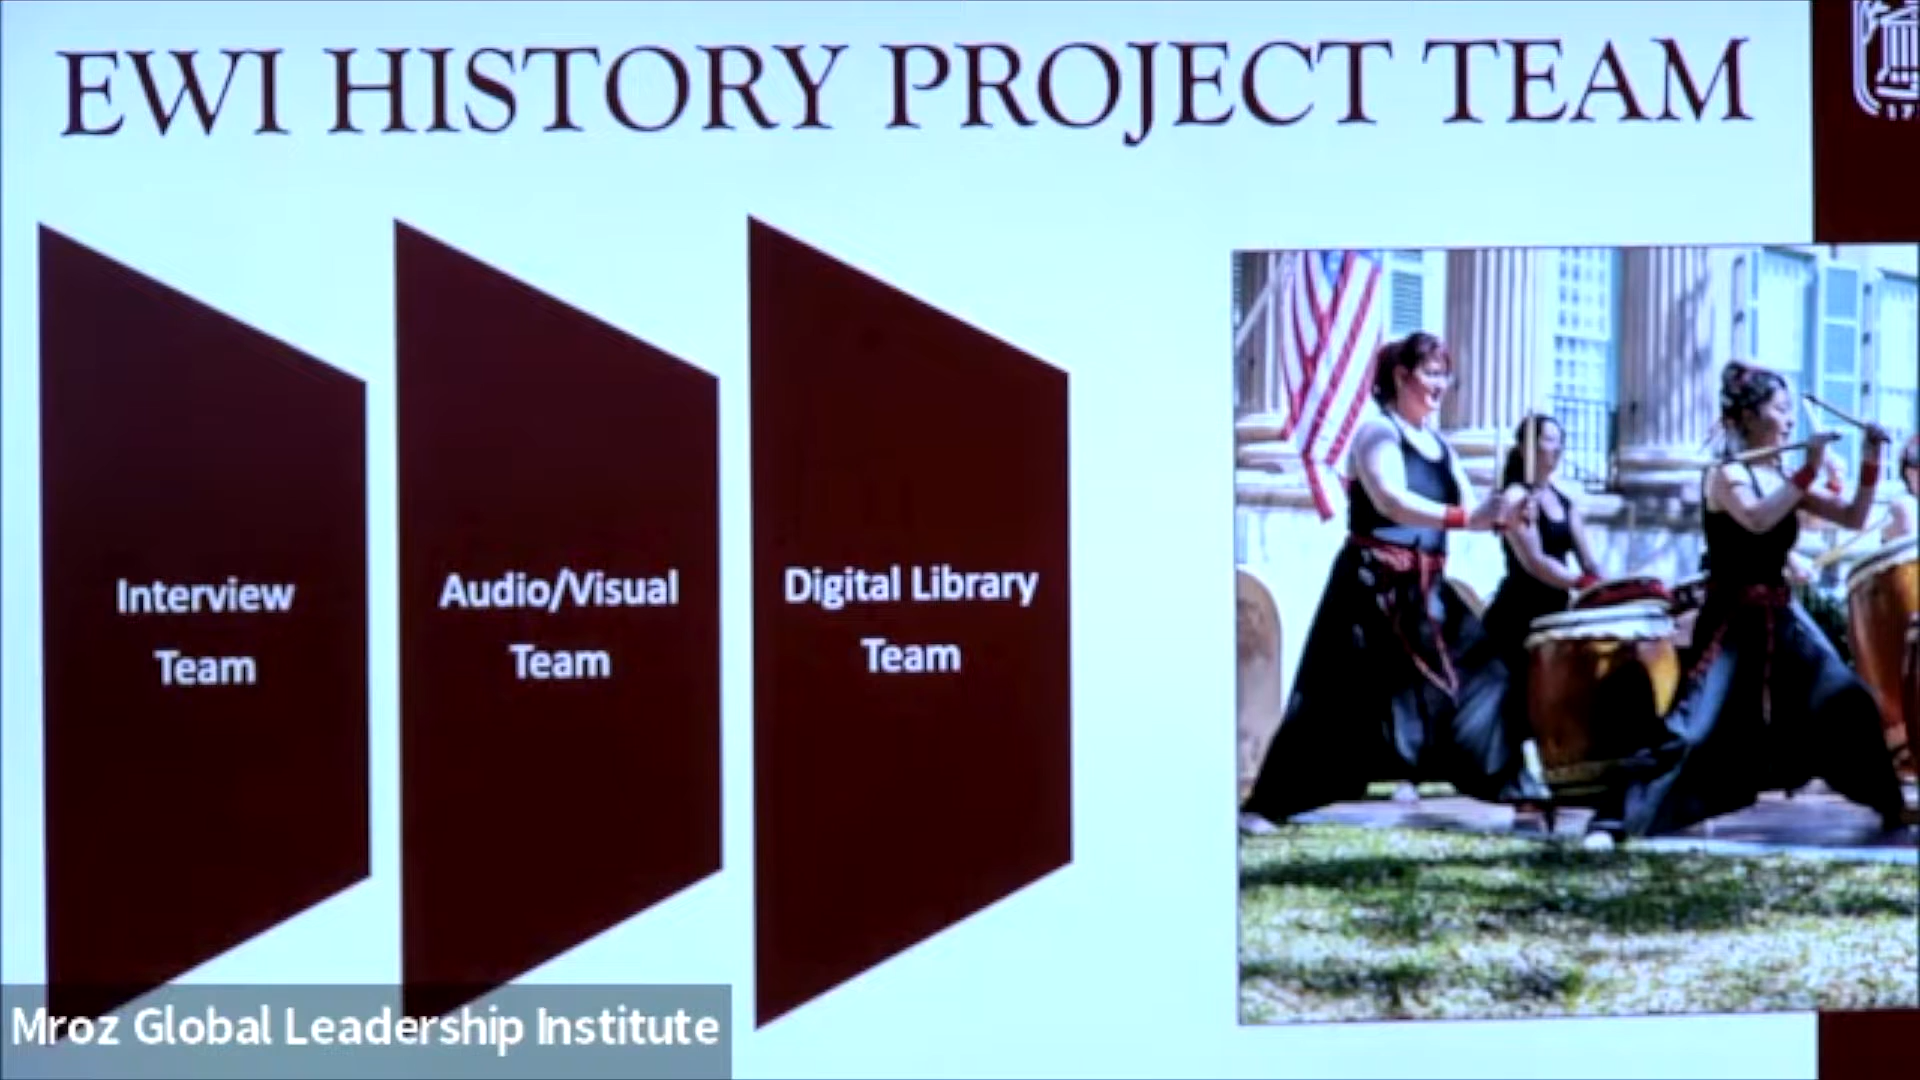 EWI HISTORY PROJECT TEAM
Interview
Team
Audio/Visual
Team
Digital Library
Team
Mroz Global Leadership Institute